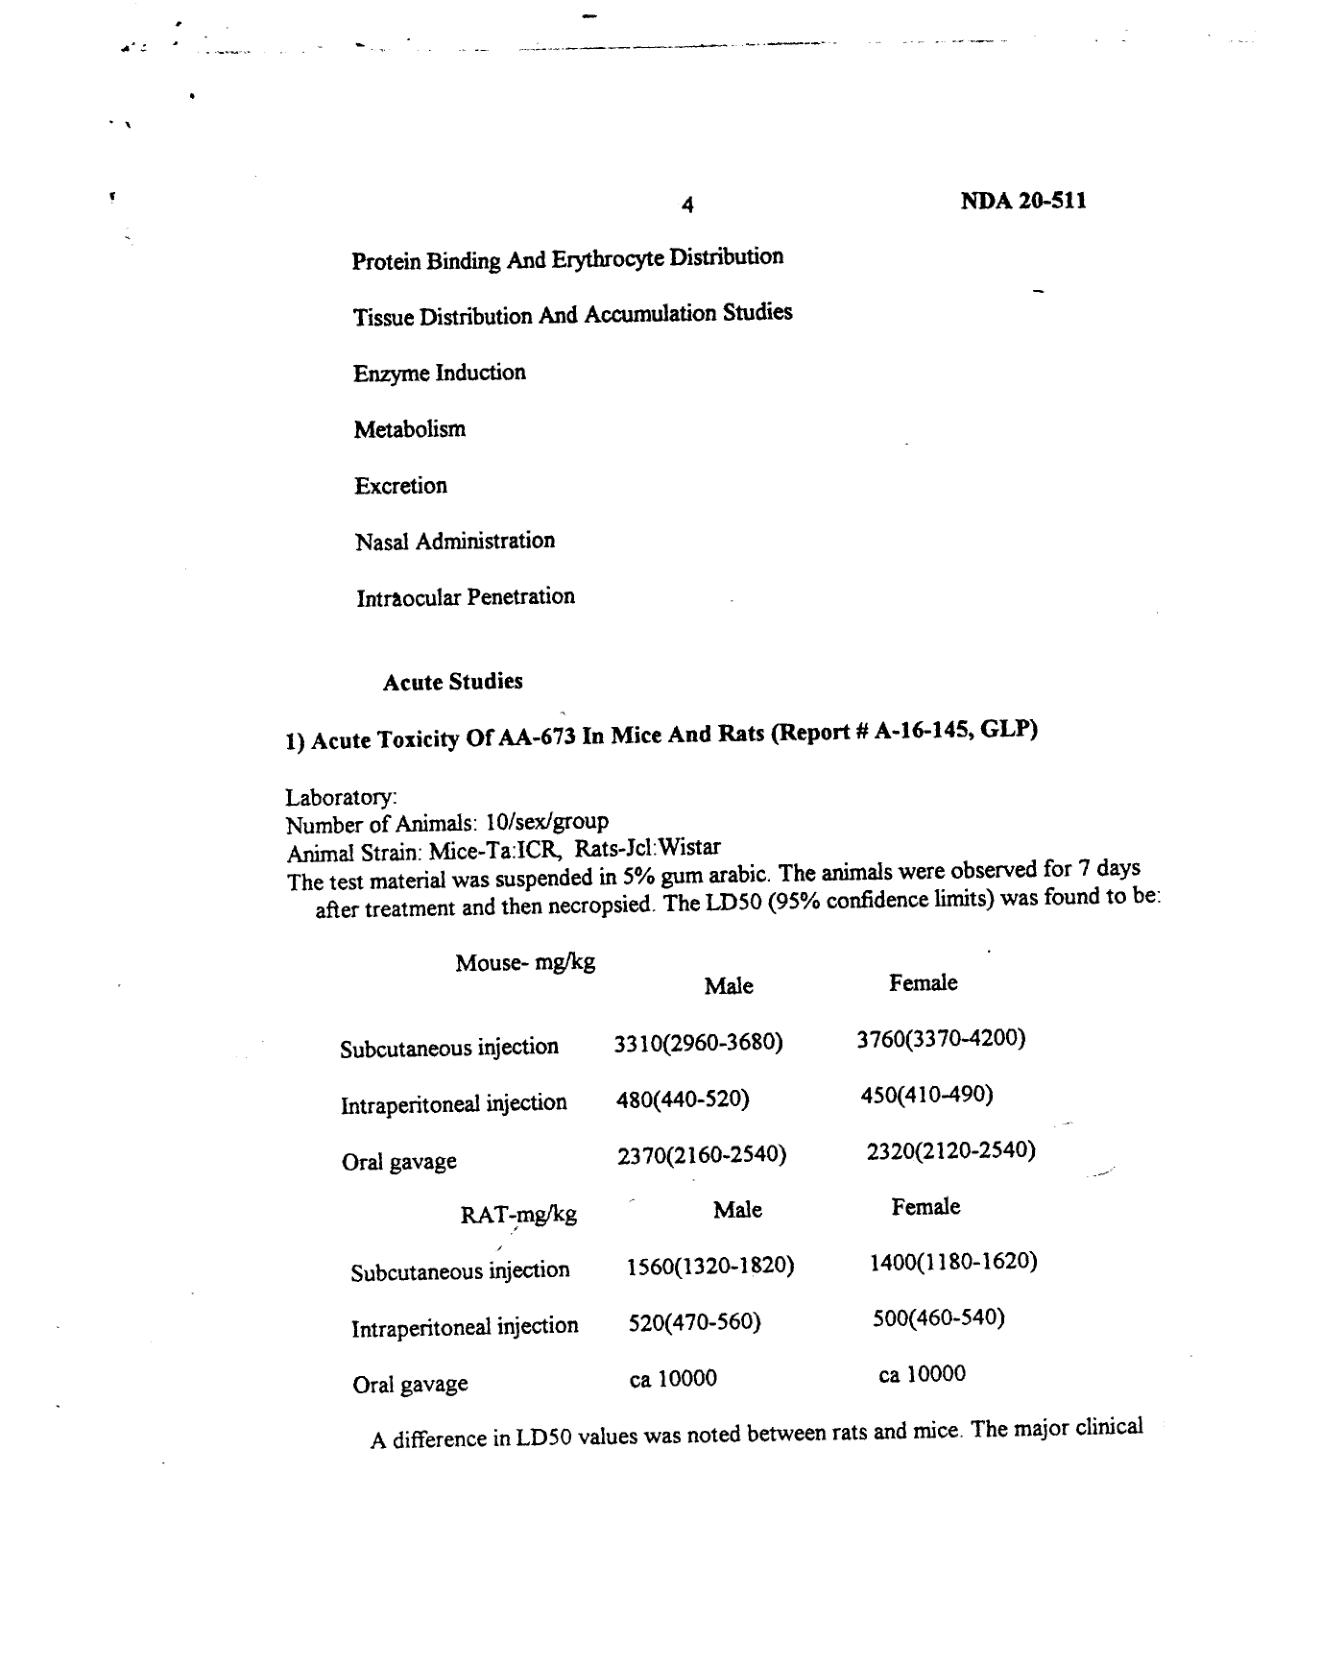 4 NDA 20-511
Protein Binding And Erythrocyte Distribution
Tissue Distribution And Accumulation Studies
Enzyme Induction
Metabolism
Excretion
Nasal Administration
Intraocular Penetration
Acute Studies
1) Acute Toxicity Of AA-673 In Mice And Rats (Report # A-16-145, GLP)
Laboratory:
Number of Animals: 10/sex/group
Animal Strain: Mice-Ta:ICR, Rats-Jcl:Wistar
The test material was suspended in 5% gum arabic. The animals were observed for 7 days
after treatment and then necropsied. The LD50 (95% confidence limits) was found to be:
Mouse- mg/kg
Male Female
Subcutaneous injection 3310(2960-3680) 3760(3370-4200)
Intraperitoneal injection 480(440-520) 450(410-490)
Oral gavage 2370(2160-2540) 2320(2120-2540)
RAT-mg/kg Male Female
Subcutaneous injection 1560(1320-1820) 1400(1180-1620)
Intraperitoneal injection 520(470-560) 500(460-540)
Oral gavage ca 10000 ca 10000
A difference in LD50 values was noted between rats and mice. The major clinical